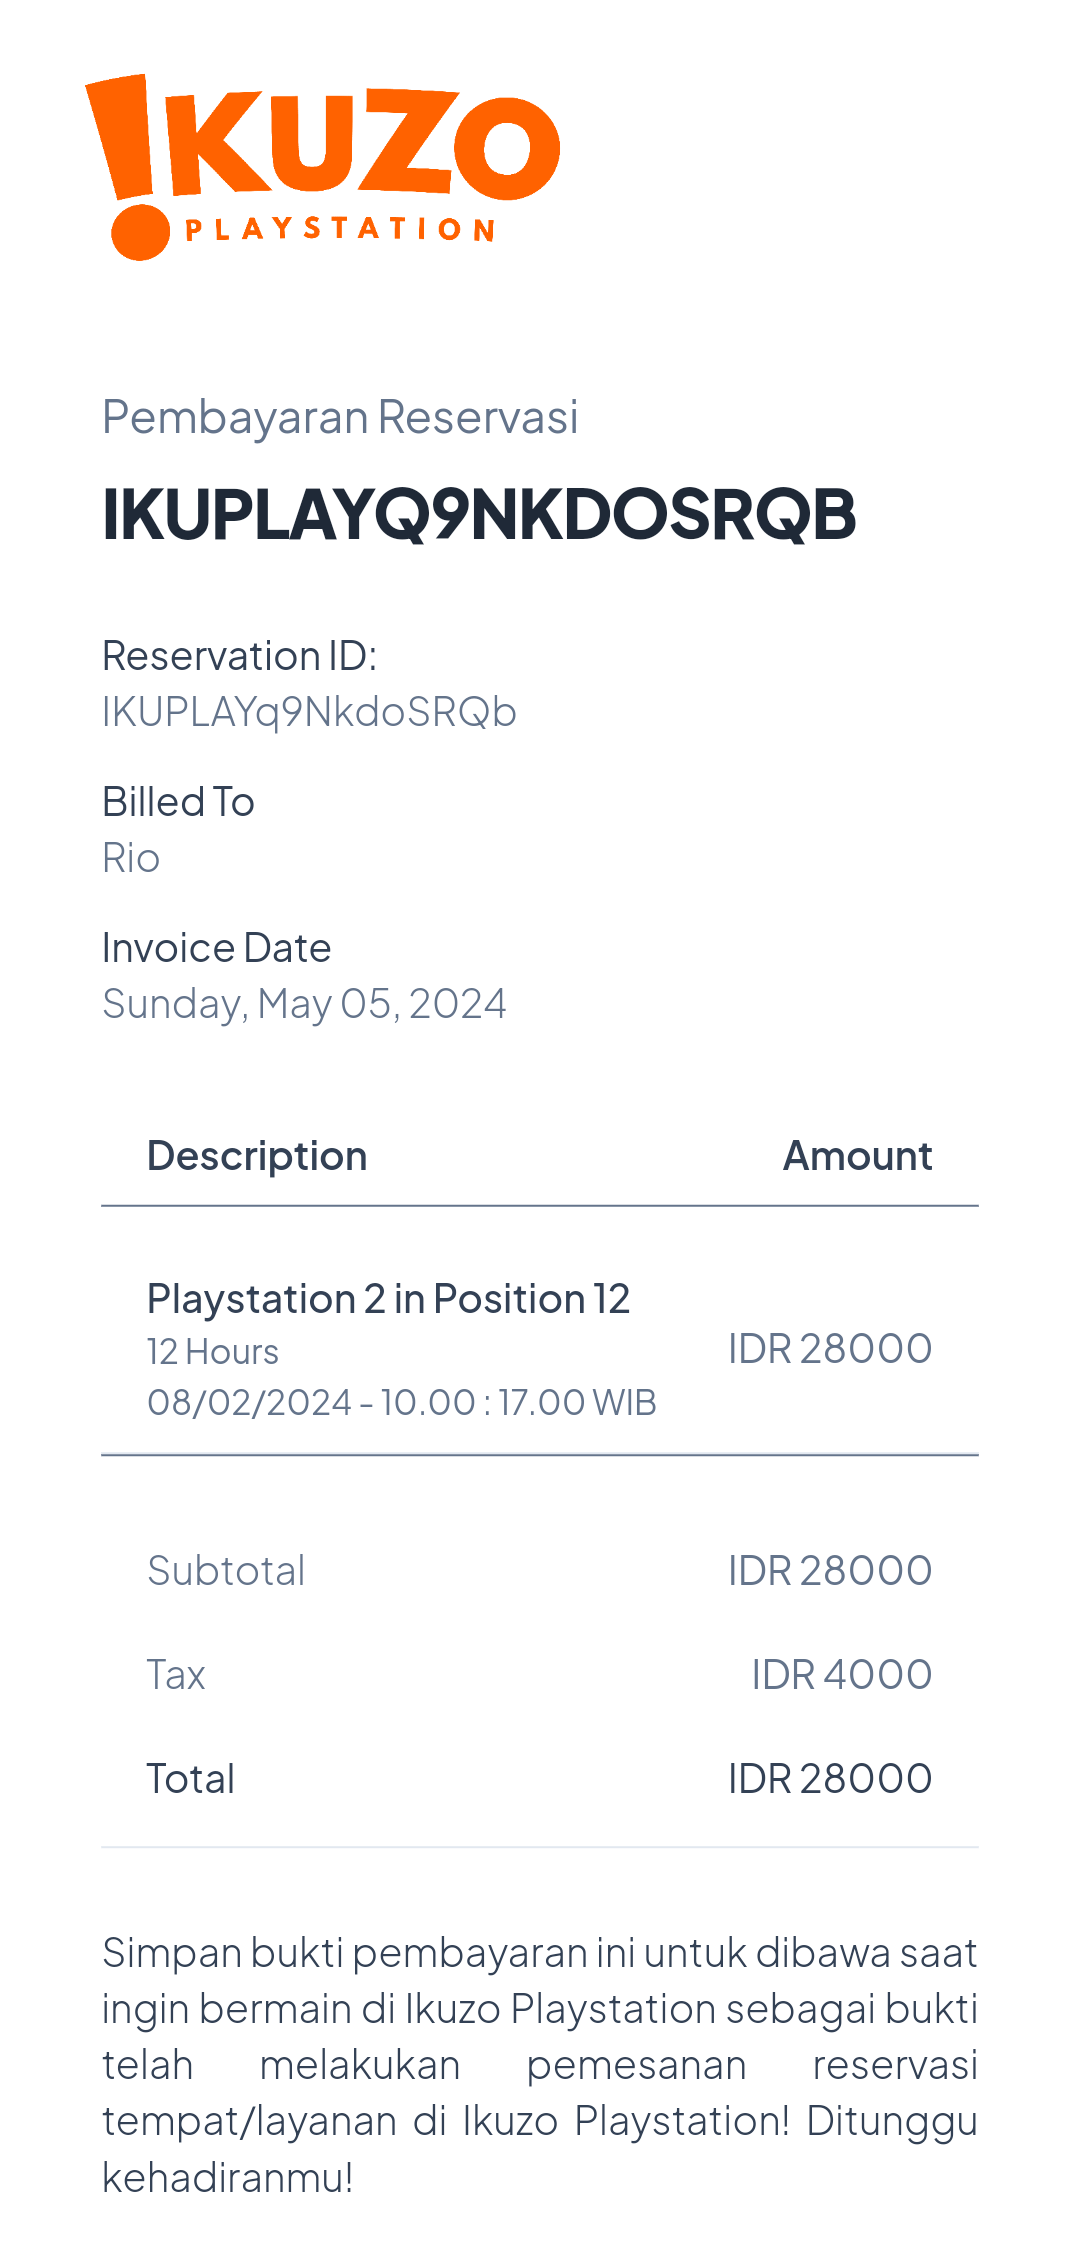 !KUZO
PLAYSTATION
Pembayaran Reservasi
IKUPLAYQ9NKDOSRQB
Reservation ID:
IKUPLAYq9NkdoSRQb
Billed To
Rio
Invoice Date
Sunday, May 05, 2024
Description Amount
Playstation 2 in Position 12
12 Hours IDR 28000
08/02/2024 - 10.00 : 17.00 WIB
Subtotal IDR 28000
Tax IDR 4000
Total IDR 28000
Simpan bukti pembayaran ini untuk dibawa saat
ingin bermain di Ikuzo Playstation sebagai bukti
telah melakukan pemesanan reservasi
tempat/layanan di Ikuzo Playstation! Ditunggu
kehadiranmu!